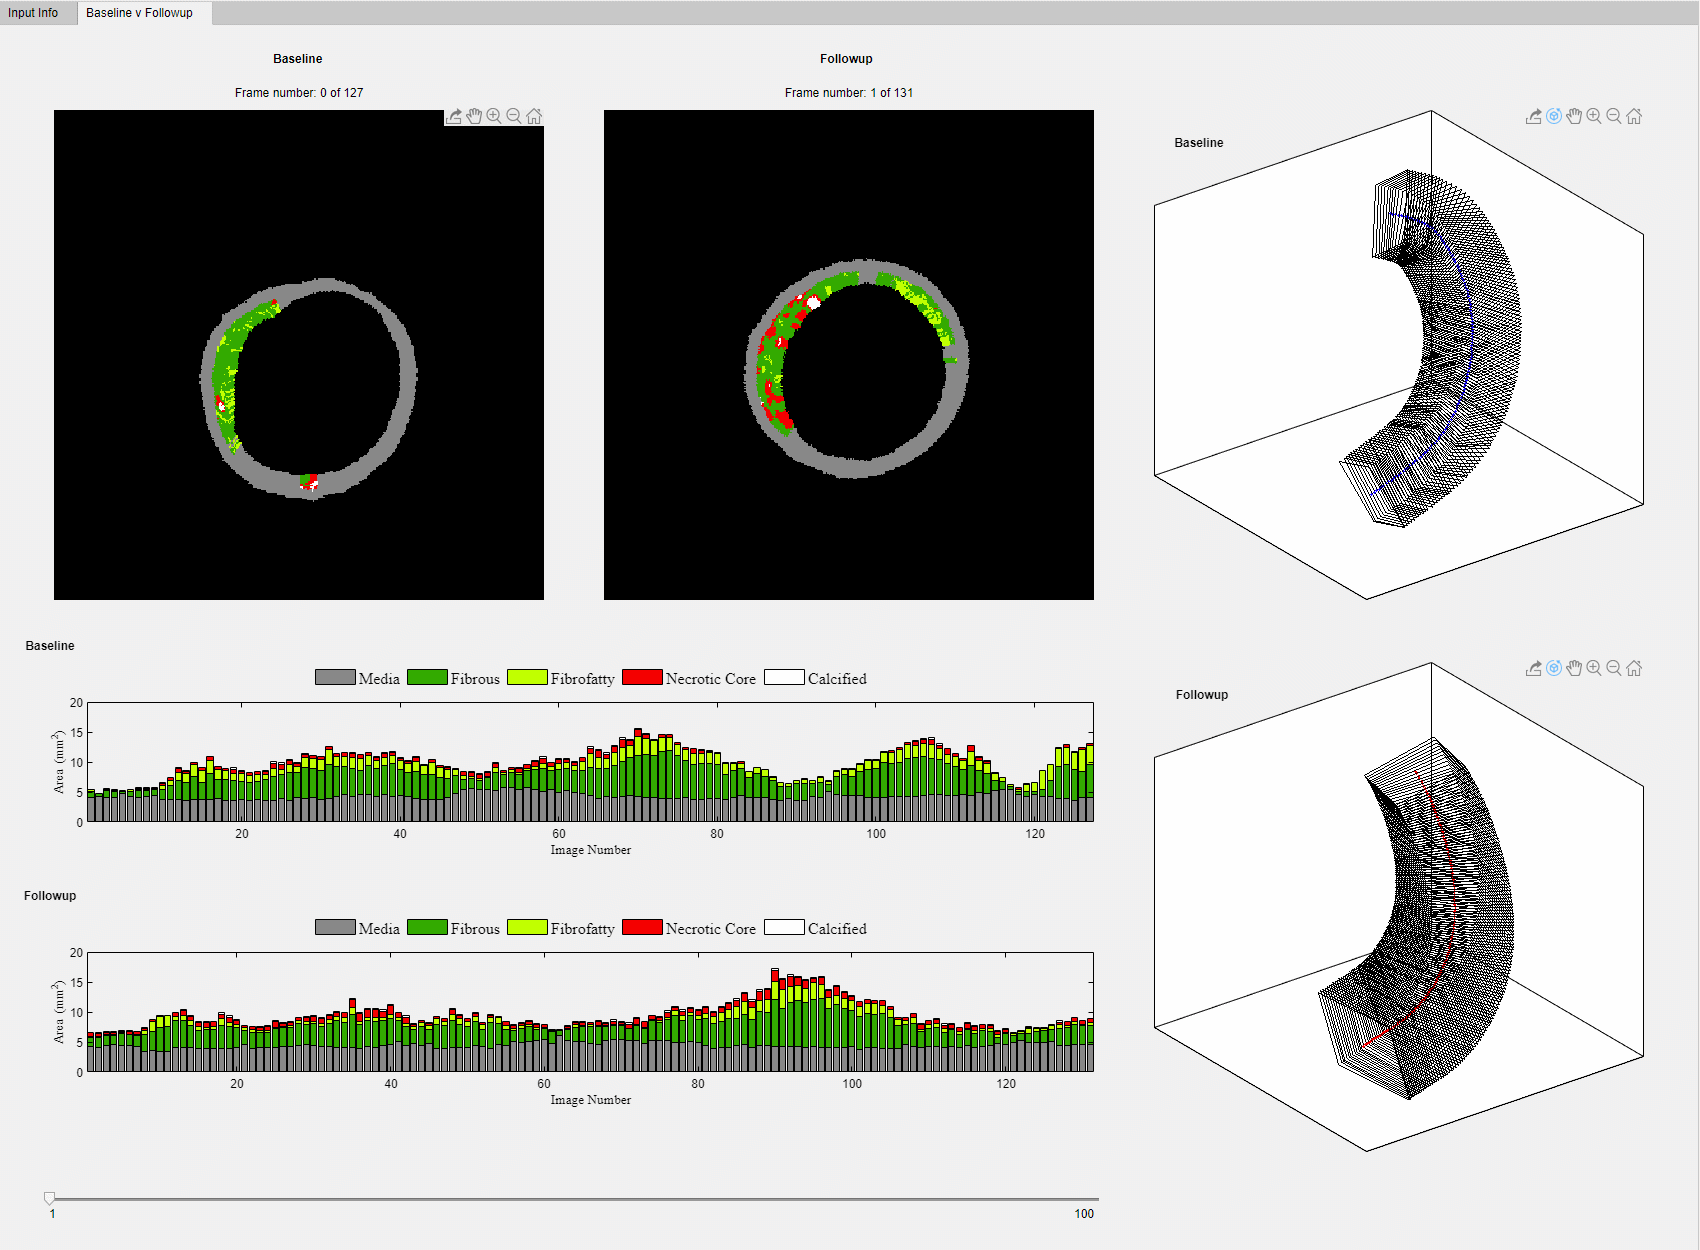 Input Info
Baseline v Followup
Baseline
Frame number: 0 of 127
Followup
Frame number: 1 of 131
Baseline
Baseline
Media Fibrous Fibrofatty Necrotic Core Calcified
Area (mm²)
20
15
10
5
0
20 40 60 80 100 120
Image Number
Followup
Followup
Media Fibrous Fibrofatty Necrotic Core Calcified
Area (mm²)
20
15
10
5
0
20 40 60 80 100 120
Image Number
1 100